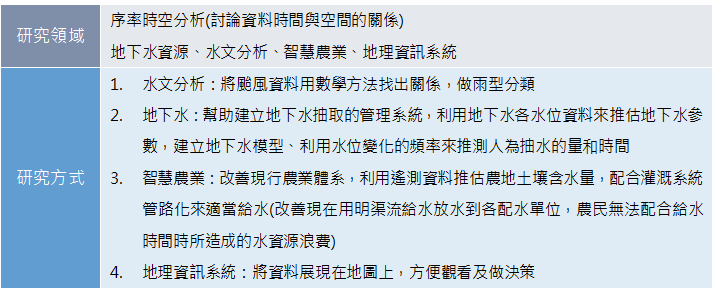 研究領域
序率時空分析(討論資料時間與空間的關係)
地下水資源、水文分析、智慧農業、地理資訊系統
研究方式
1. 水文分析：將颱風資料用數學方法找出關係，做雨型分類
2. 地下水：幫助建立地下水抽取的管理系統，利用地下水各水位資料來推估地下水參
數，建立地下水模型、利用水位變化的頻率來推測人為抽水的量和時間
3. 智慧農業：改善現行農業體系，利用遙測資料推估農地土壤含水量，配合灌溉系統
管路化來適當給水(改善現在用明渠流給水放水到各配水單位，農民無法配合給水
時間時所造成的水資源浪費)
4. 地理資訊系統：將資料展現在地圖上，方便觀看及做決策